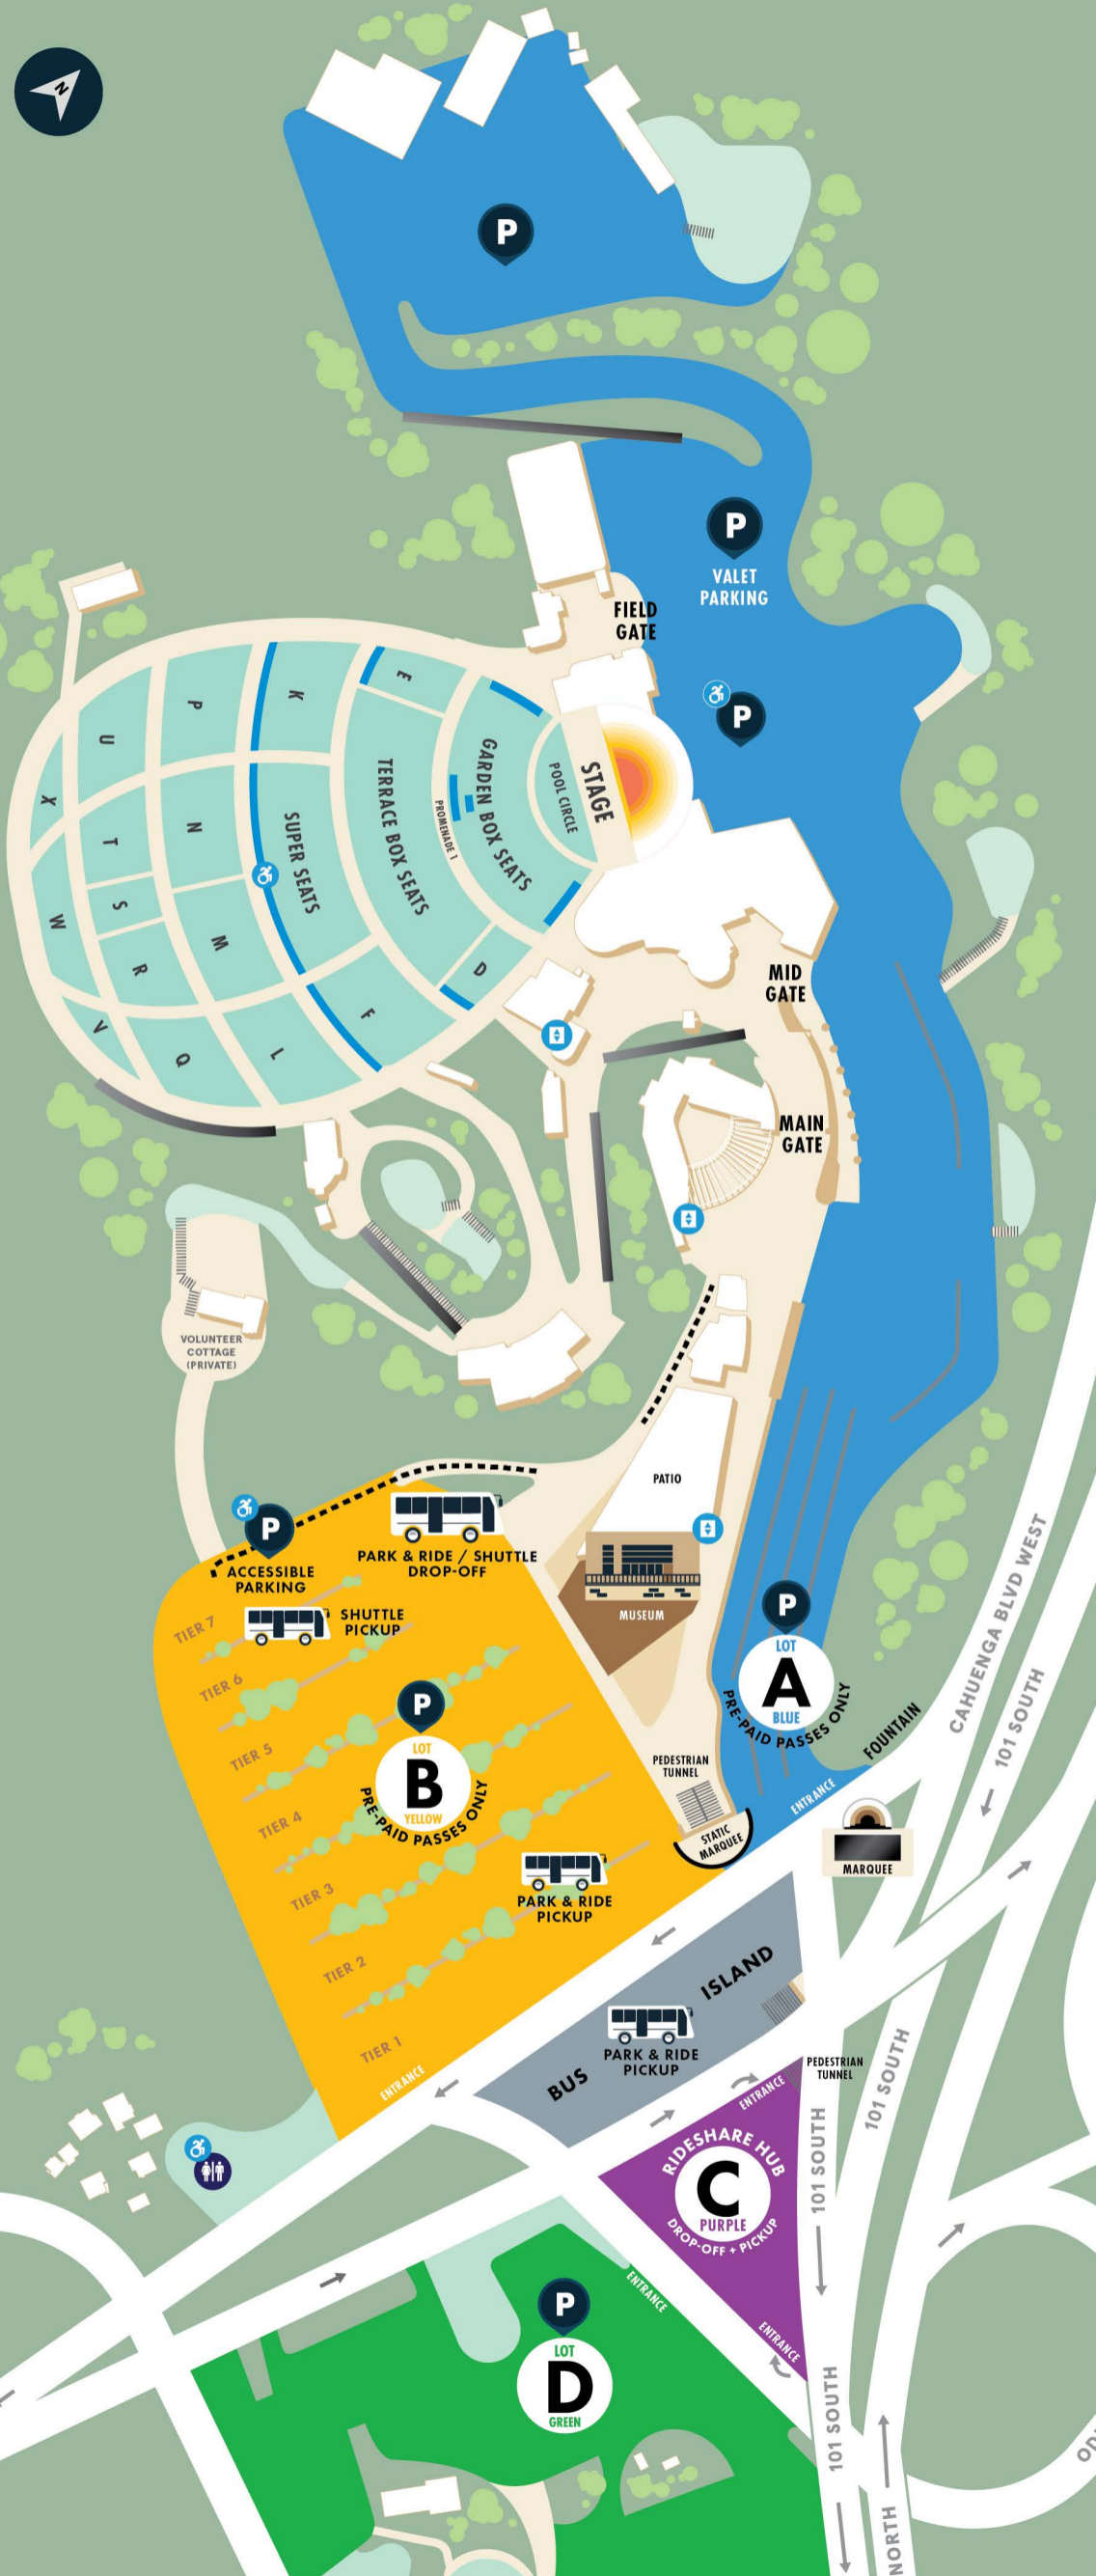 N
P
P
VALET
PARKING
FIELD
GATE
P
STAGE
POOL CIRCLE
GARDEN BOX SEATS
PROMENADE 1
TERRACE BOX SEATS
SUPER SEATS
E
K
P
U
X
N
T
S
W
M
R
D
F
L
Q
V
MID
GATE
MAIN
GATE
VOLUNTEER
COTTAGE
(PRIVATE)
PATIO
MUSEUM
P
ACCESSIBLE
PARKING
PARK & RIDE / SHUTTLE
DROP-OFF
SHUTTLE
PICKUP
TIER 7
TIER 6
TIER 5
TIER 4
TIER 3
TIER 2
TIER 1
P
LOT
B
YELLOW
PRE-PAID PASSES ONLY
PARK & RIDE
PICKUP
P
LOT
A
BLUE
PRE-PAID PASSES ONLY
FOUNTAIN
CAHUENGA BLVD WEST
101 SOUTH
PEDESTRIAN
TUNNEL
STATIC
MARQUEE
ENTRANCE
MARQUEE
BUS ISLAND
PARK & RIDE
PICKUP
ENTRANCE
PEDESTRIAN
TUNNEL
101 SOUTH
ENTRANCE
RIDESHARE HUB
C
PURPLE
DROP-OFF + PICKUP
101 SOUTH
ENTRANCE
ENTRANCE
P
LOT
D
GREEN
101 SOUTH
NORTH